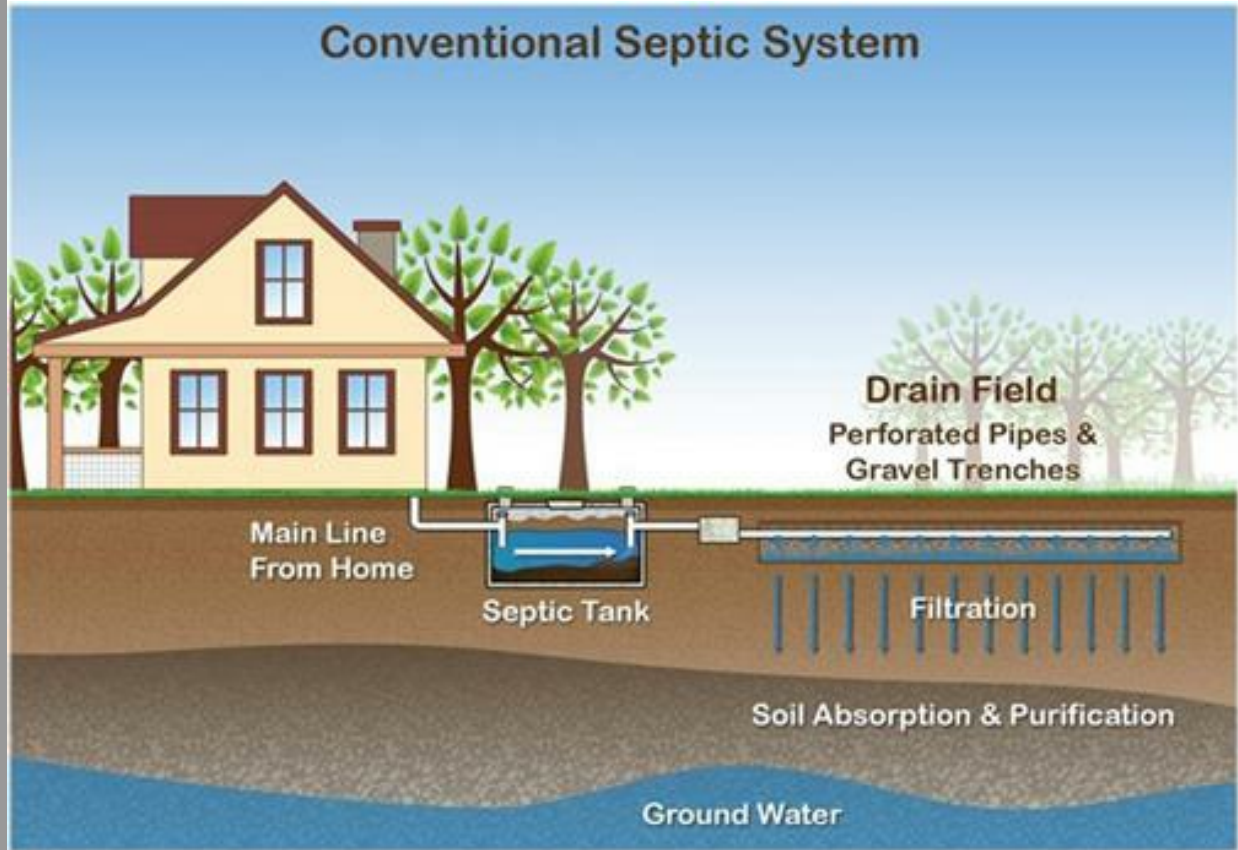 Conventional Septic System
Drain Field
Perforated Pipes &
Gravel Trenches
Main Line
From Home
Septic Tank
Filtration
Soil Absorption & Purification
Ground Water